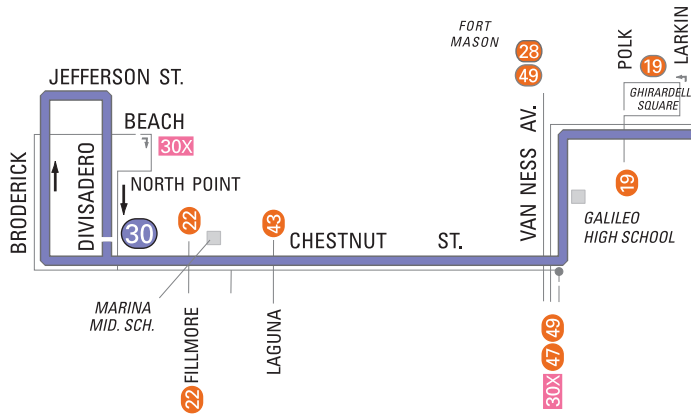 FORT
MASON
28
49
POLK
19
LARKIN
JEFFERSON ST.
GHIRARDELL
SQUARE
BEACH
30X
VAN NESS AV.
BRODERICK
DIVISADERO
NORTH POINT
19
30
22
43
CHESTNUT ST.
GALILEO
HIGH SCHOOL
MARINA
MID. SCH.
22 FILLMORE
LAGUNA
30X 47 49